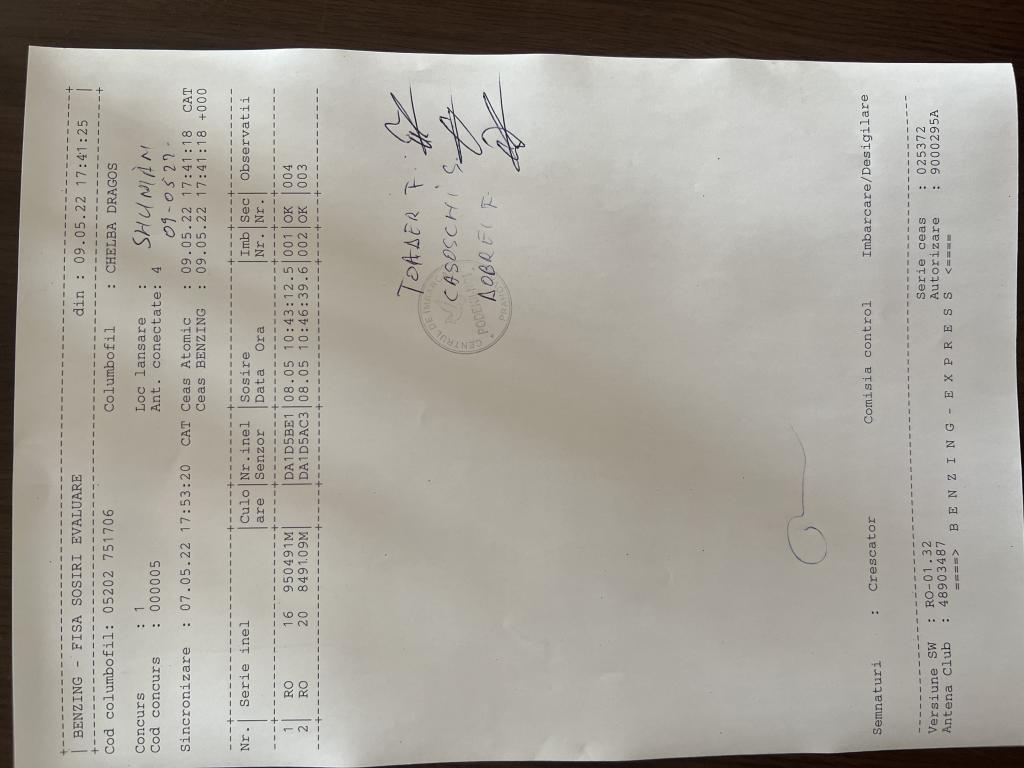 BENZING - FISA SOSIRI EVALUARE din : 09.05.22 17:41:25
Cod columbofil: 05202 751706 Columbofil : CHELBA DRAGOS
Concurs : 1 Loc lansare : SHUMIAN
Cod concurs : 000005 Ant. conectate: 4 09-0522-
Sincronizare : 07.05.22 17:53:20 CAT Ceas Atomic : 09.05.22 17:41:18 CAT
Ceas BENZING : 09.05.22 17:41:18 +000
Nr.| Serie inel |Culo|Nr.inel |Sosire |Imb|Sec| Observatii
|are |Senzor |Data Ora |Nr.|Nr.|
1| RO 16 950491M| |DA1D5BE1|08.05 10:43:12.5|001|OK |004
2| RO 20 849109M| |DA1D5AC3|08.05 10:46:39.6|002|OK |003
TOADER F.
CASOSCHI S.
DOBREI F.
CENTRUL DE
Semnaturi : Crescator Comisia control Imbarcare/Desigilare
Versiune SW : RO-01.32 Serie ceas : 025372
Antena Club : 48903487 Autorizare : 9000295A
====> B E N Z I N G - E X P R E S S <====